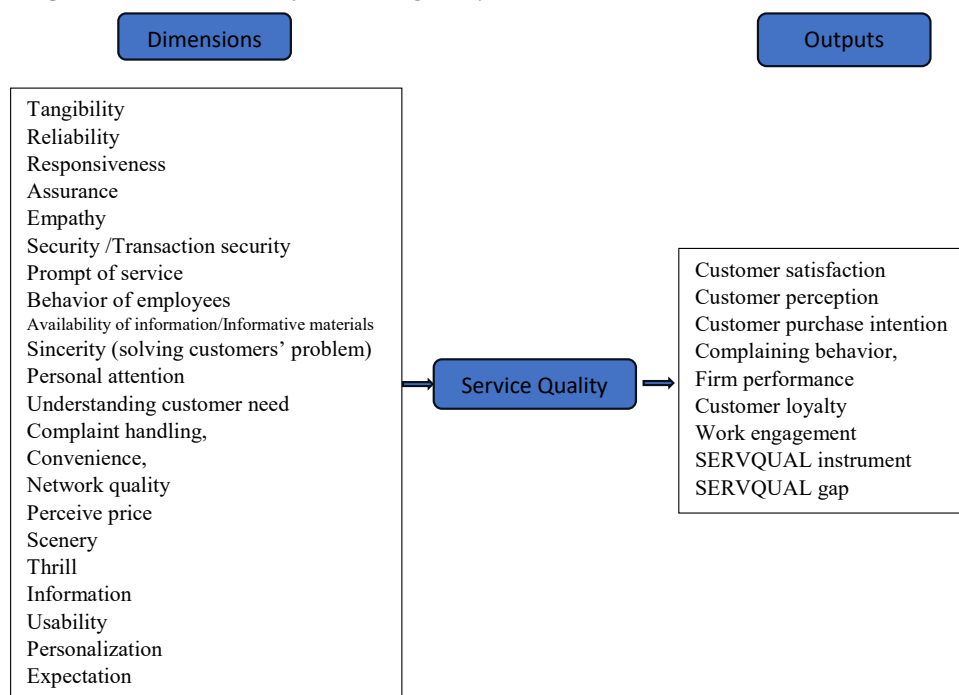 Dimensions
Outputs
Tangibility
Reliability
Responsiveness
Assurance
Empathy
Security /Transaction security
Prompt of service
Behavior of employees
Availability of information/Informative materials
Sincerity (solving customers’ problem)
Personal attention
Understanding customer need
Complaint handling,
Convenience,
Network quality
Perceive price
Scenery
Thrill
Information
Usability
Personalization
Expectation
Service Quality
Customer satisfaction
Customer perception
Customer purchase intention
Complaining behavior,
Firm performance
Customer loyalty
Work engagement
SERVQUAL instrument
SERVQUAL gap